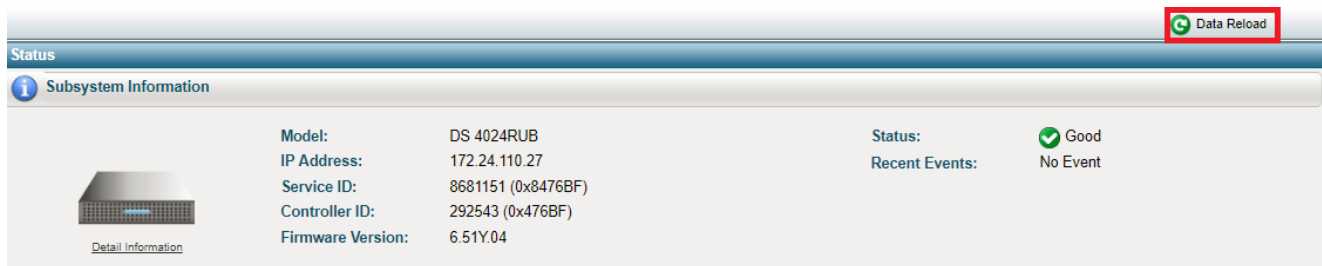 Data Reload
Status
Subsystem Information
Model: DS 4024RUB Status: Good
IP Address: 172.24.110.27 Recent Events: No Event
Service ID: 8681151 (0x8476BF)
Controller ID: 292543 (0x476BF)
Firmware Version: 6.51Y.04
Detail Information